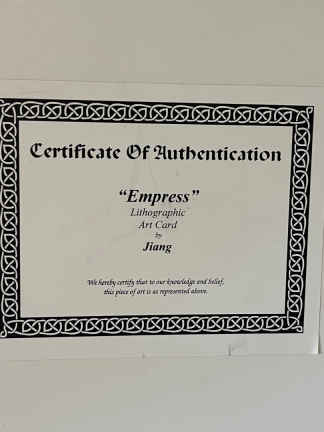 Certificate Of Authentication
“Empress”
Lithographic
Art Card
by
Jiang
We hereby certify that to our knowledge and belief,
this piece of art is as represented above.